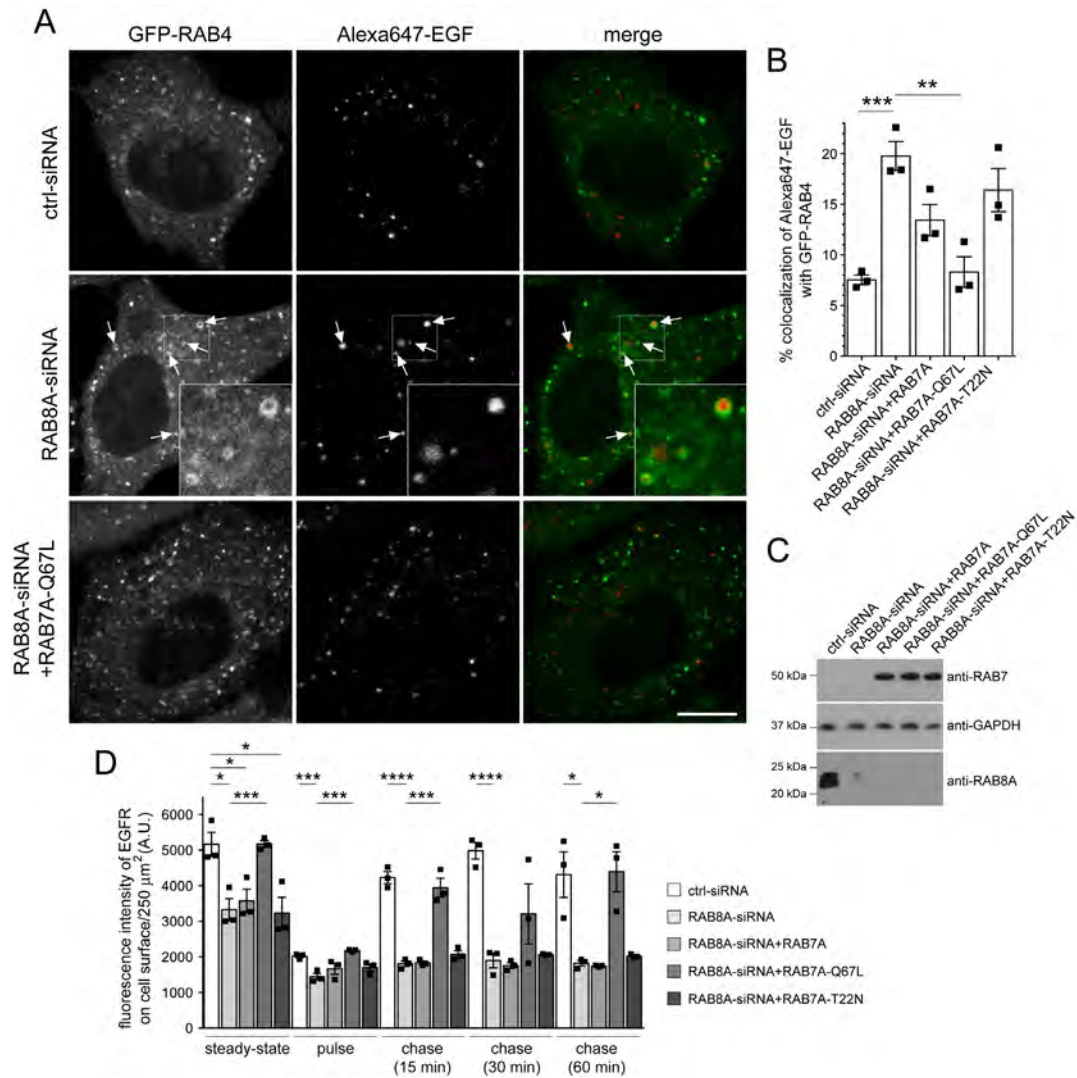 A
GFP-RAB4
Alexa647-EGF
merge
ctrl-siRNA
RAB8A-siRNA
RAB8A-siRNA
+RAB7A-Q67L
B
% colocalization of Alexa647-EGF
with GFP-RAB4
20
15
10
5
0
***
**
ctrl-siRNA
RAB8A-siRNA
RAB8A-siRNA+RAB7A
RAB8A-siRNA+RAB7A-Q67L
RAB8A-siRNA+RAB7A-T22N
C
ctrl-siRNA
RAB8A-siRNA
RAB8A-siRNA+RAB7A
RAB8A-siRNA+RAB7A-Q67L
RAB8A-siRNA+RAB7A-T22N
50 kDa
anti-RAB7
37 kDa
anti-GAPDH
25 kDa
20 kDa
anti-RAB8A
D
fluorescence intensity of EGFR
on cell surface/250 µm² (A.U.)
6000
5000
4000
3000
2000
1000
0
*
*
*
***
***
***
****
***
****
*
*
steady-state
pulse
chase
(15 min)
chase
(30 min)
chase
(60 min)
ctrl-siRNA
RAB8A-siRNA
RAB8A-siRNA+RAB7A
RAB8A-siRNA+RAB7A-Q67L
RAB8A-siRNA+RAB7A-T22N